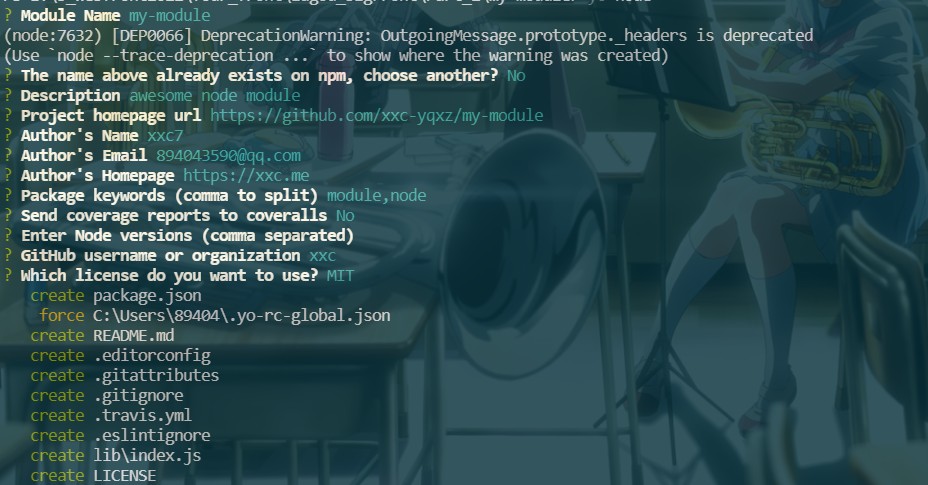 ? Module Name my-module
(node:7632) [DEP0066] DeprecationWarning: OutgoingMessage.prototype._headers is deprecated
(Use `node --trace-deprecation ...` to show where the warning was created)
? The name above already exists on npm, choose another? No
? Description awesome node module
? Project homepage url https://github.com/xxc-yqxz/my-module
? Author's Name xxc7
? Author's Email 894043590@qq.com
? Author's Homepage https://xxc.me
? Package keywords (comma to split) module,node
? Send coverage reports to coveralls No
? Enter Node versions (comma separated)
? GitHub username or organization xxc
? Which license do you want to use? MIT
create package.json
force C:\Users\89404\.yo-rc-global.json
create README.md
create .editorconfig
create .gitattributes
create .gitignore
create .travis.yml
create .eslintignore
create lib\index.js
create LICENSE